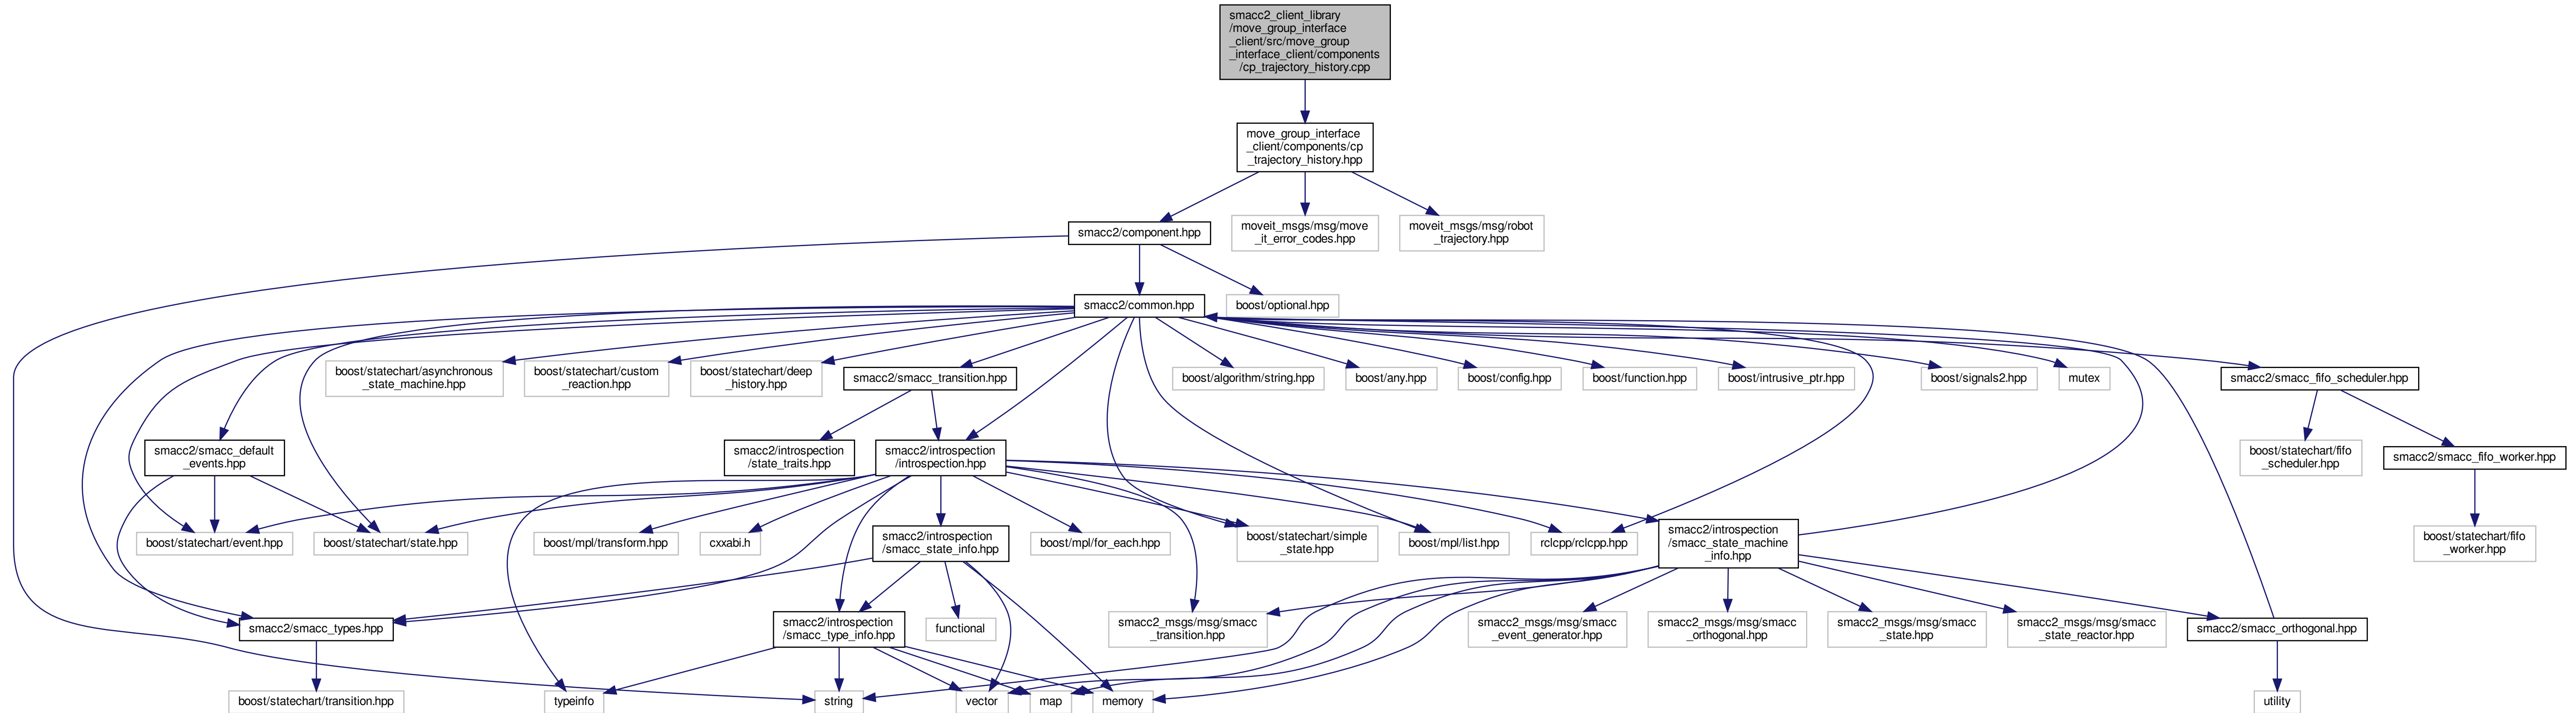 smacc2_client_library
/move_group_interface
_client/src/move_group
_interface_client/components
/cp_trajectory_history.cpp
move_group_interface
_client/components/cp
_trajectory_history.hpp
smacc2/component.hpp
moveit_msgs/msg/move
_it_error_codes.hpp
moveit_msgs/msg/robot
_trajectory.hpp
smacc2/common.hpp
boost/optional.hpp
boost/statechart/asynchronous
_state_machine.hpp
boost/statechart/custom
_reaction.hpp
boost/statechart/deep
_history.hpp
smacc2/smacc_transition.hpp
boost/algorithm/string.hpp
boost/any.hpp
boost/config.hpp
boost/function.hpp
boost/intrusive_ptr.hpp
boost/signals2.hpp
mutex
smacc2/smacc_fifo_scheduler.hpp
smacc2/smacc_default
_events.hpp
smacc2/introspection
/state_traits.hpp
smacc2/introspection
/introspection.hpp
boost/statechart/fifo
_scheduler.hpp
smacc2/smacc_fifo_worker.hpp
boost/statechart/event.hpp
boost/statechart/state.hpp
boost/mpl/transform.hpp
cxxabi.h
smacc2/introspection
/smacc_state_info.hpp
boost/mpl/for_each.hpp
boost/statechart/simple
_state.hpp
boost/mpl/list.hpp
rclcpp/rclcpp.hpp
smacc2/introspection
/smacc_state_machine
_info.hpp
boost/statechart/fifo
_worker.hpp
smacc2/smacc_types.hpp
smacc2/introspection
/smacc_type_info.hpp
functional
smacc2_msgs/msg/smacc
_transition.hpp
smacc2_msgs/msg/smacc
_event_generator.hpp
smacc2_msgs/msg/smacc
_orthogonal.hpp
smacc2_msgs/msg/smacc
_state.hpp
smacc2_msgs/msg/smacc
_state_reactor.hpp
smacc2/smacc_orthogonal.hpp
boost/statechart/transition.hpp
typeinfo
string
vector
map
memory
utility